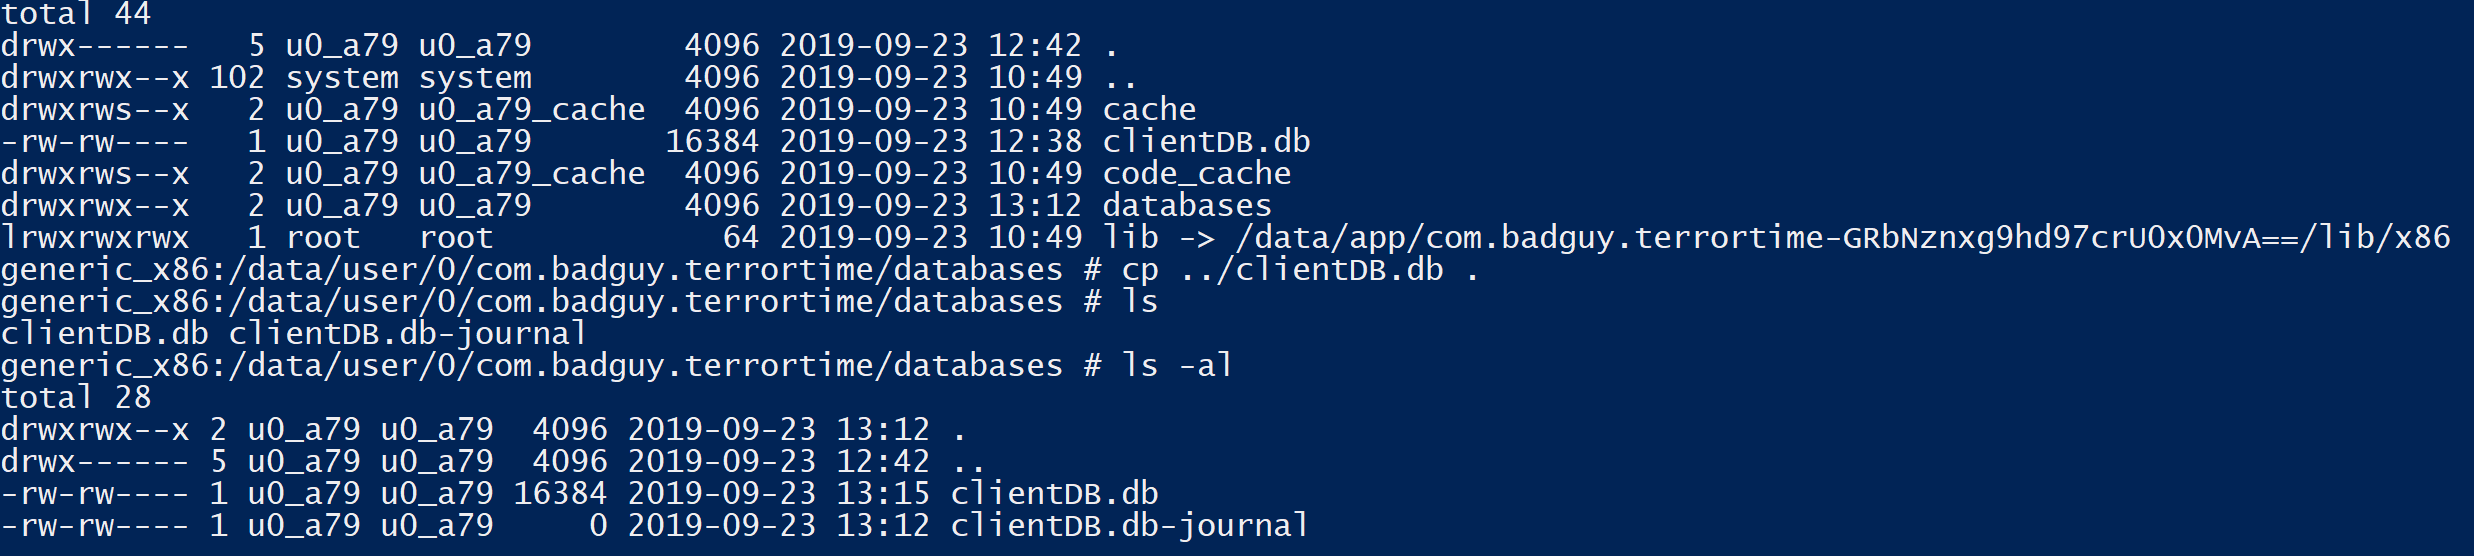 total 44
drwx------   5 u0_a79 u0_a79        4096 2019-09-23 12:42 .
drwxrwx--x 102 system system        4096 2019-09-23 10:49 ..
drwxrws--x   2 u0_a79 u0_a79_cache  4096 2019-09-23 10:49 cache
-rw-rw----   1 u0_a79 u0_a79       16384 2019-09-23 12:38 clientDB.db
drwxrws--x   2 u0_a79 u0_a79_cache  4096 2019-09-23 10:49 code_cache
drwxrwx--x   2 u0_a79 u0_a79        4096 2019-09-23 13:12 databases
lrwxrwxrwx   1 root   root            64 2019-09-23 10:49 lib -> /data/app/com.badguy.terrortime-GRbNznxg9hd97crU0x0MvA==/lib/x86
generic_x86:/data/user/0/com.badguy.terrortime/databases # cp ../clientDB.db .
generic_x86:/data/user/0/com.badguy.terrortime/databases # ls
clientDB.db clientDB.db-journal
generic_x86:/data/user/0/com.badguy.terrortime/databases # ls -al
total 28
drwxrwx--x 2 u0_a79 u0_a79  4096 2019-09-23 13:12 .
drwx------ 5 u0_a79 u0_a79  4096 2019-09-23 12:42 ..
-rw-rw---- 1 u0_a79 u0_a79 16384 2019-09-23 13:15 clientDB.db
-rw-rw---- 1 u0_a79 u0_a79     0 2019-09-23 13:12 clientDB.db-journal